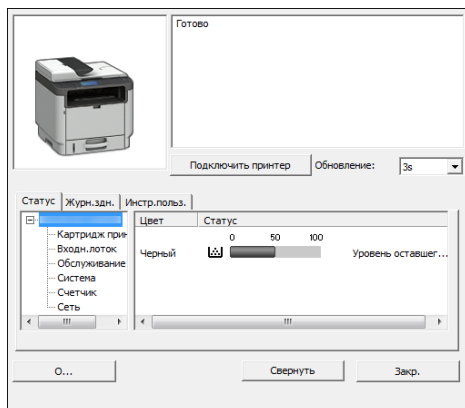 Готово
Подключить принтер Обновление: 3s
Статус Журн.здн. Инстр.польз.
Цвет Статус
Картридж прин
Входн.лоток
Обслуживание
Система
Счетчик
Сеть
0 50 100
Черный Уровень оставшег...
О... Свернуть Закр.